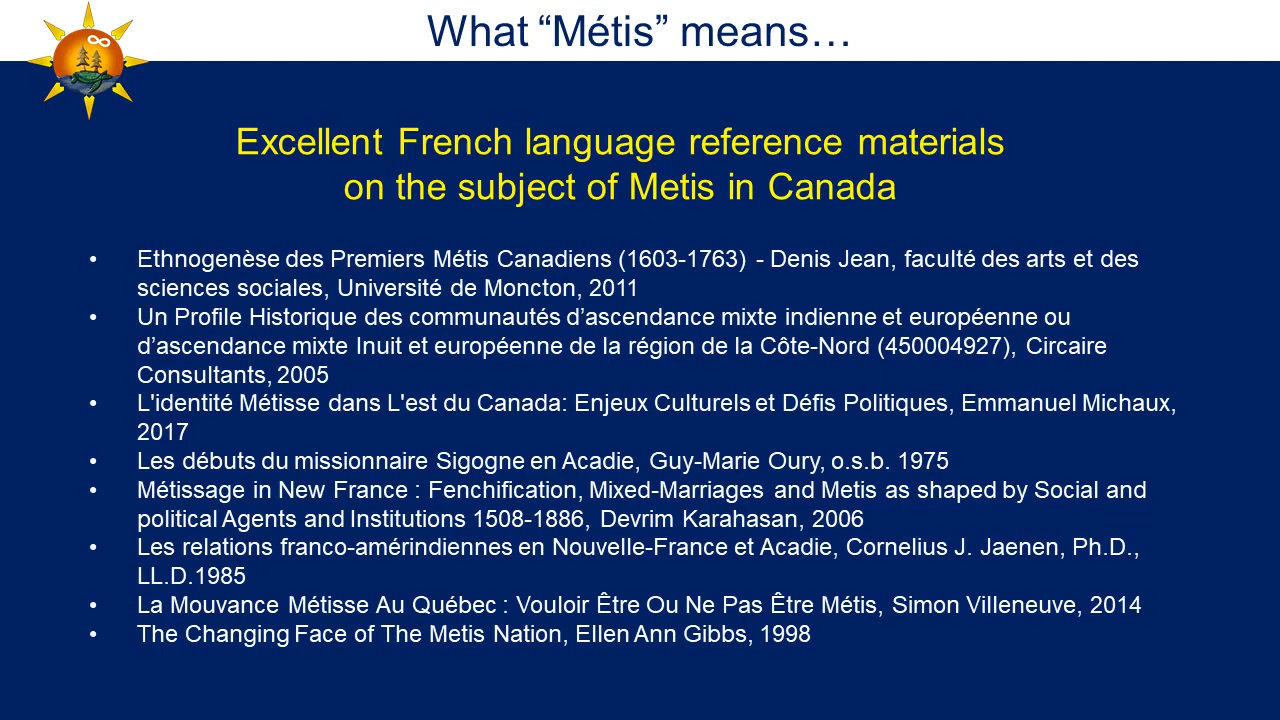 What “Métis” means…
Excellent French language reference materials
on the subject of Metis in Canada
• Ethnogenèse des Premiers Métis Canadiens (1603-1763) - Denis Jean, faculté des arts et des
sciences sociales, Université de Moncton, 2011
• Un Profile Historique des communautés d’ascendance mixte indienne et européenne ou
d’ascendance mixte Inuit et européenne de la région de la Côte-Nord (450004927), Circaire
Consultants, 2005
• L'identité Métisse dans L'est du Canada: Enjeux Culturels et Défis Politiques, Emmanuel Michaux,
2017
• Les débuts du missionnaire Sigogne en Acadie, Guy-Marie Oury, o.s.b. 1975
• Métissage in New France : Fenchification, Mixed-Marriages and Metis as shaped by Social and
political Agents and Institutions 1508-1886, Devrim Karahasan, 2006
• Les relations franco-amérindiennes en Nouvelle-France et Acadie, Cornelius J. Jaenen, Ph.D.,
LL.D.1985
• La Mouvance Métisse Au Québec : Vouloir Être Ou Ne Pas Être Métis, Simon Villeneuve, 2014
• The Changing Face of The Metis Nation, Ellen Ann Gibbs, 1998